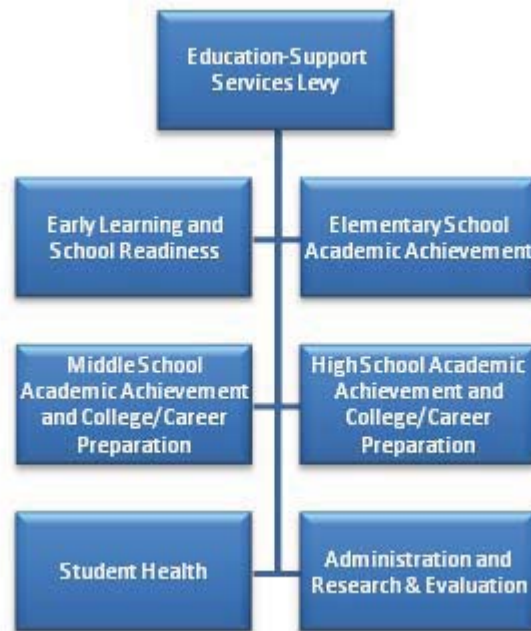 Education-Support
Services Levy
Early Learning and
School Readiness
Elementary School
Academic Achievement
Middle School
Academic Achievement
and College/Career
Preparation
High School Academic
Achievement and
College/Career
Preparation
Student Health
Administration and
Research & Evaluation